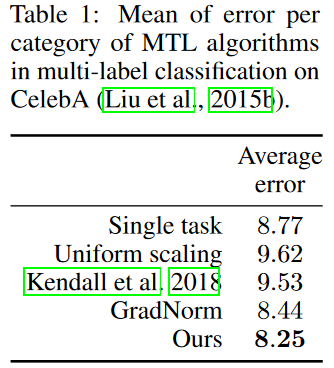 Table 1: Mean of error per
category of MTL algorithms
in multi-label classification on
CelebA (Liu et al., 2015b).
Average
error
Single task 8.77
Uniform scaling 9.62
Kendall et al. 2018 9.53
GradNorm 8.44
Ours 8.25